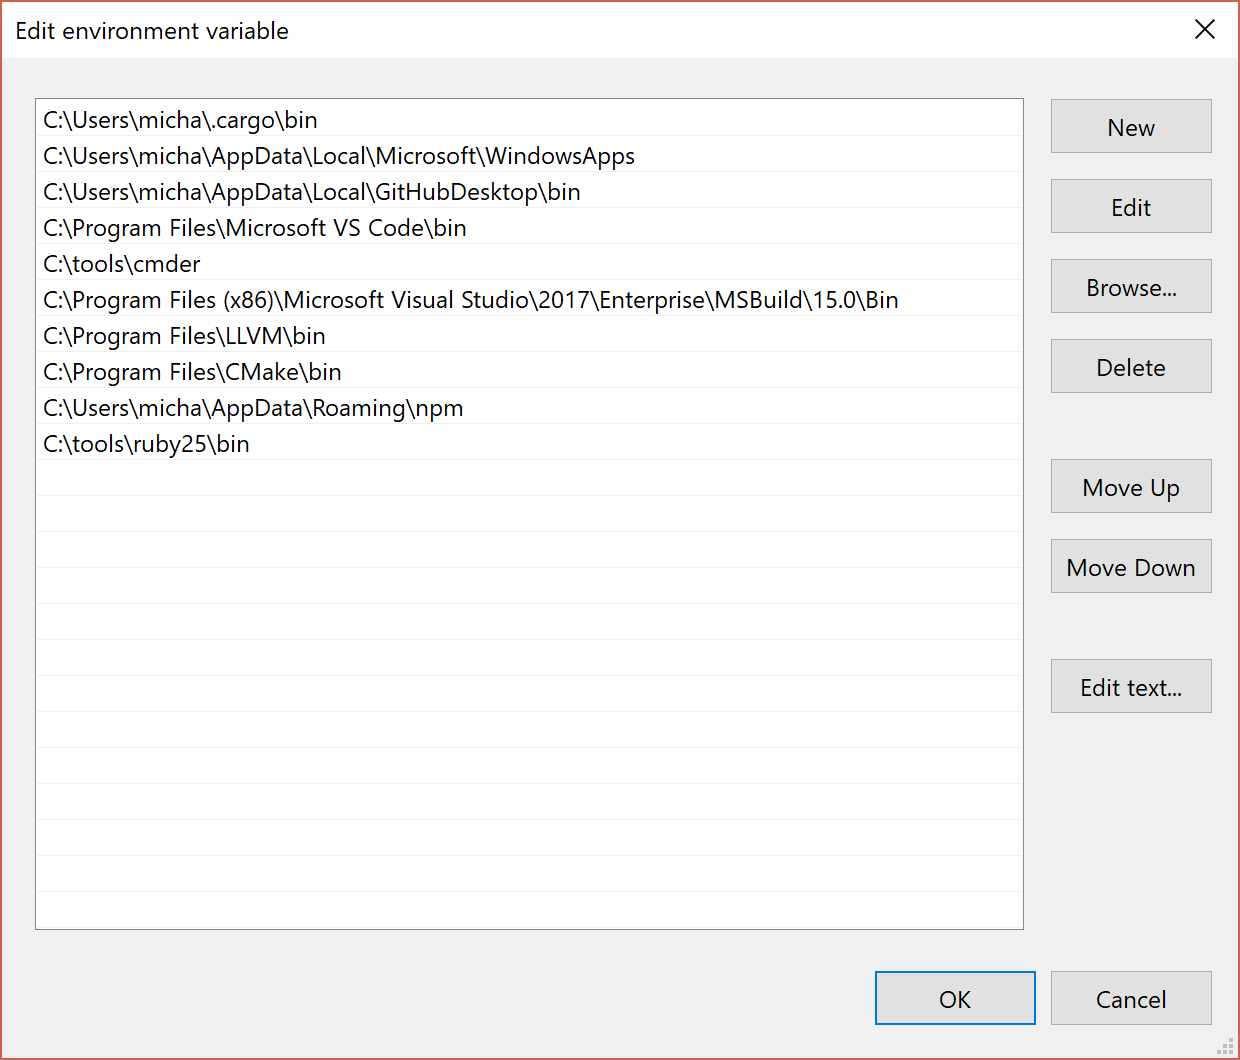 Edit environment variable
C:\Users\micha\.cargo\bin
C:\Users\micha\AppData\Local\Microsoft\WindowsApps
C:\Users\micha\AppData\Local\GitHubDesktop\bin
C:\Program Files\Microsoft VS Code\bin
C:\tools\cmder
C:\Program Files (x86)\Microsoft Visual Studio\2017\Enterprise\MSBuild\15.0\Bin
C:\Program Files\LLVM\bin
C:\Program Files\CMake\bin
C:\Users\micha\AppData\Roaming\npm
C:\tools\ruby25\bin
New
Edit
Browse...
Delete
Move Up
Move Down
Edit text...
OK
Cancel